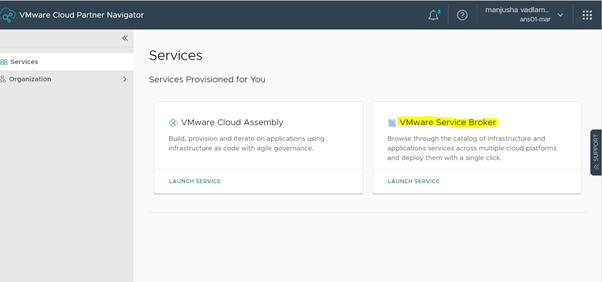 VMware Cloud Partner Navigator
3
manjusha vadlam...
ans01-mar
Services
Organization
Services
Services Provisioned for You
VMware Cloud Assembly
Build, provision and iterate on applications using
infrastructure as code with agile governance.
LAUNCH SERVICE
VMware Service Broker
Browse through the catalog of infrastructure and
applications services across multiple cloud platforms
and deploy them with a single click.
LAUNCH SERVICE
SUPPORT